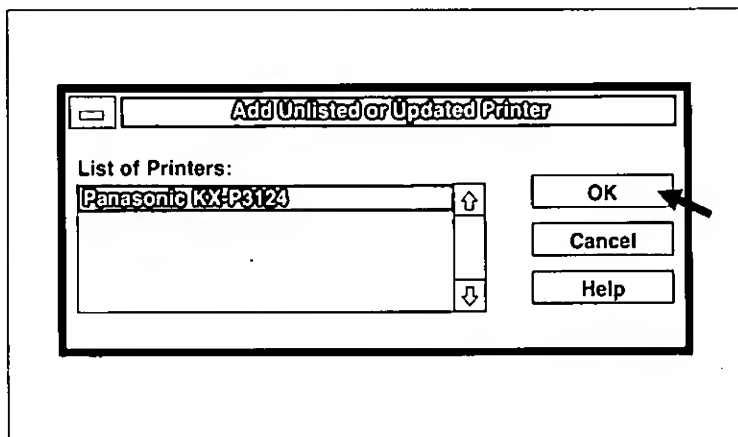 Add Unlisted or Updated Printer
List of Printers:
Panasonic KX-P3124
OK
Cancel
Help